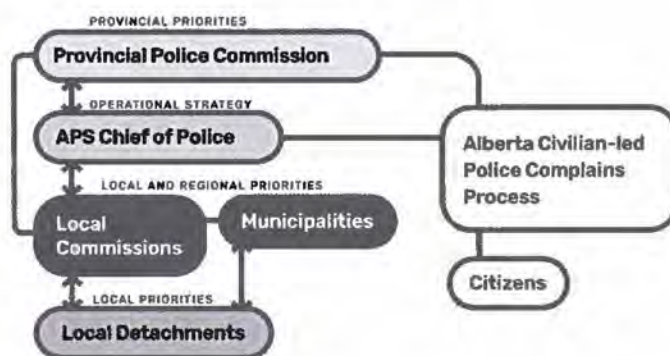 PROVINCIAL PRIORITIES
Provincial Police Commission
OPERATIONAL STRATEGY
APS Chief of Police
LOCAL AND REGIONAL PRIORITIES
Local
Commissions
Municipalities
LOCAL PRIORITIES
Local Detachments
Alberta Civilian-led
Police Complains
Process
Citizens